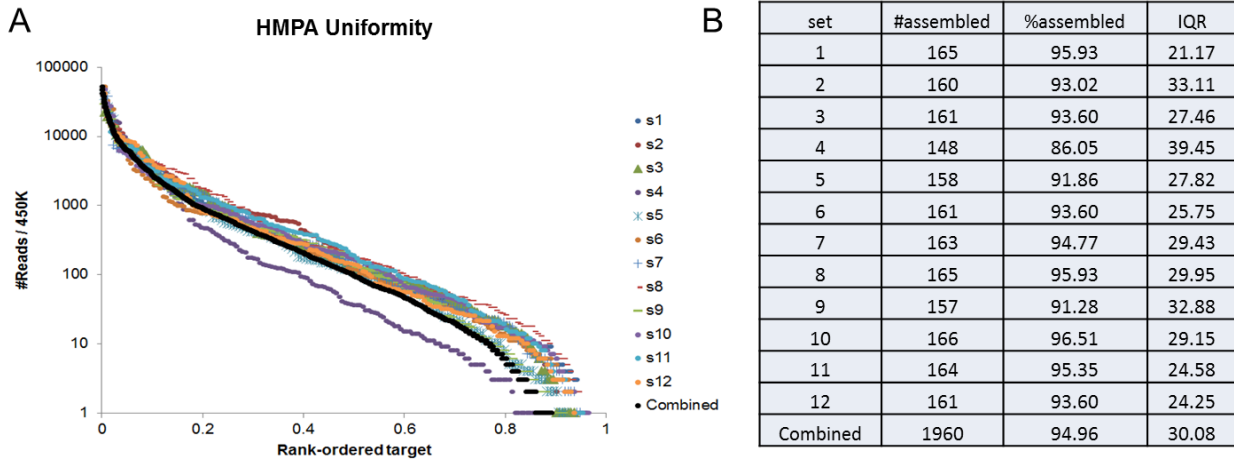 A
HMPA Uniformity
#Reads / 450K
100000
10000
1000
100
10
1
0
0.2
0.4
0.6
0.8
1
Rank-ordered target
s1
s2
s3
s4
s5
s6
s7
s8
s9
s10
s11
s12
Combined
B
set #assembled %assembled IQR
1 165 95.93 21.17
2 160 93.02 33.11
3 161 93.60 27.46
4 148 86.05 39.45
5 158 91.86 27.82
6 161 93.60 25.75
7 163 94.77 29.43
8 165 95.93 29.95
9 157 91.28 32.88
10 166 96.51 29.15
11 164 95.35 24.58
12 161 93.60 24.25
Combined 1960 94.96 30.08